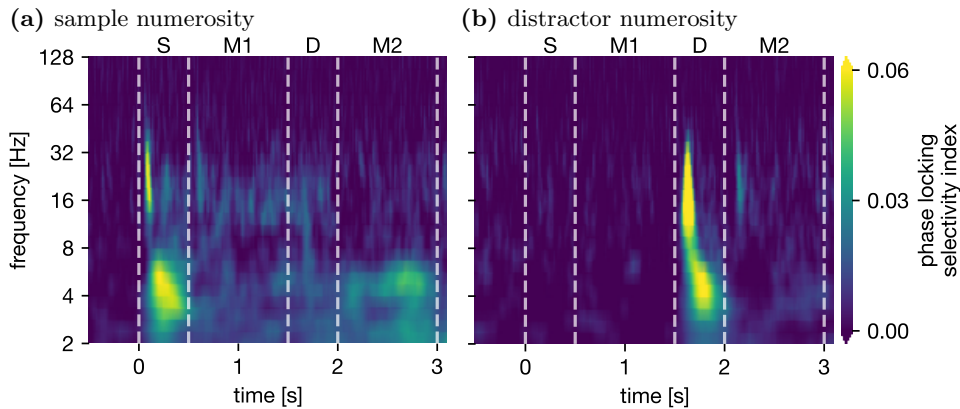 (a) sample numerosity
(b) distractor numerosity
S M1 D M2
S M1 D M2
128
64
32
16
8
4
2
frequency [Hz]
0 1 2 3
0 1 2 3
time [s]
time [s]
0.06
0.03
0.00
phase locking
selectivity index